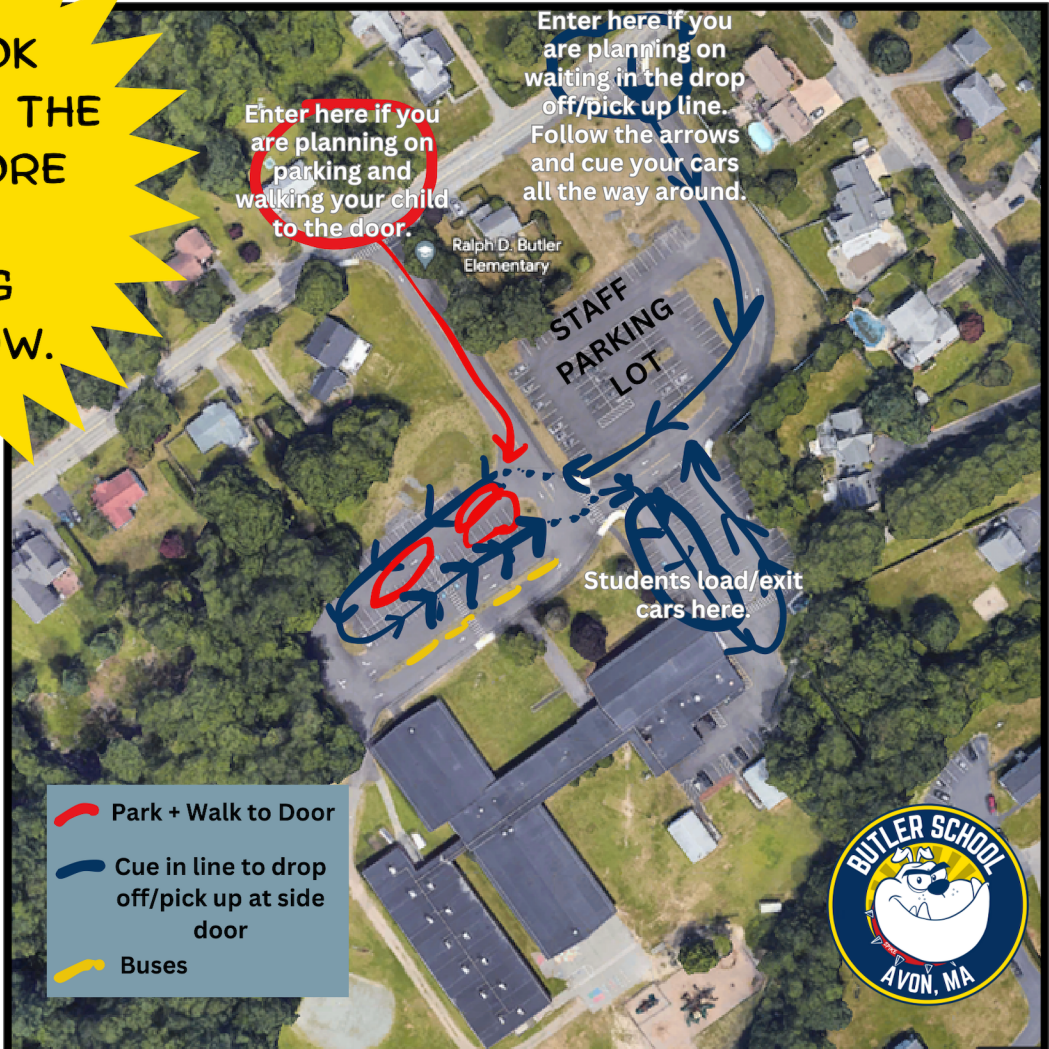 OK
THE
ORE
G
OW.
Enter here if you
are planning on
parking and
walking your child
to the door.
Enter here if you
are planning on
waiting in the drop
off/pick up line.
Follow the arrows
and cue your cars
all the way around.
Ralph D. Butler
Elementary
STAFF
PARKING
LOT
Students load/exit
cars here.
Park + Walk to Door
Cue in line to drop
off/pick up at side
door
Buses
BUTLER SCHOOL
AVON, MA